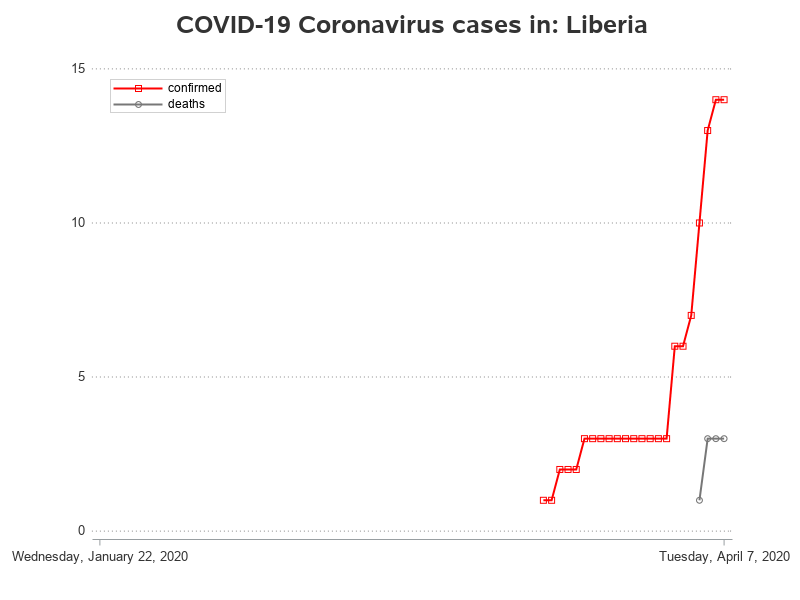 COVID-19 Coronavirus cases in: Liberia
15
confirmed
deaths
10
5
0
Wednesday, January 22, 2020
Tuesday, April 7, 2020